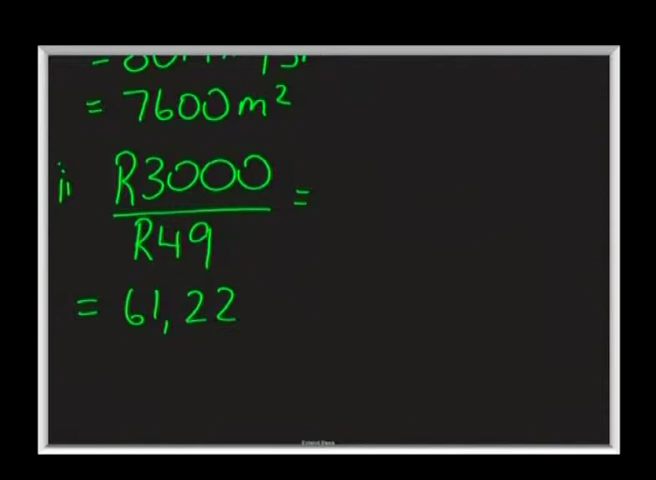 = 7600m²
ii R3000 =
R49
= 61,22